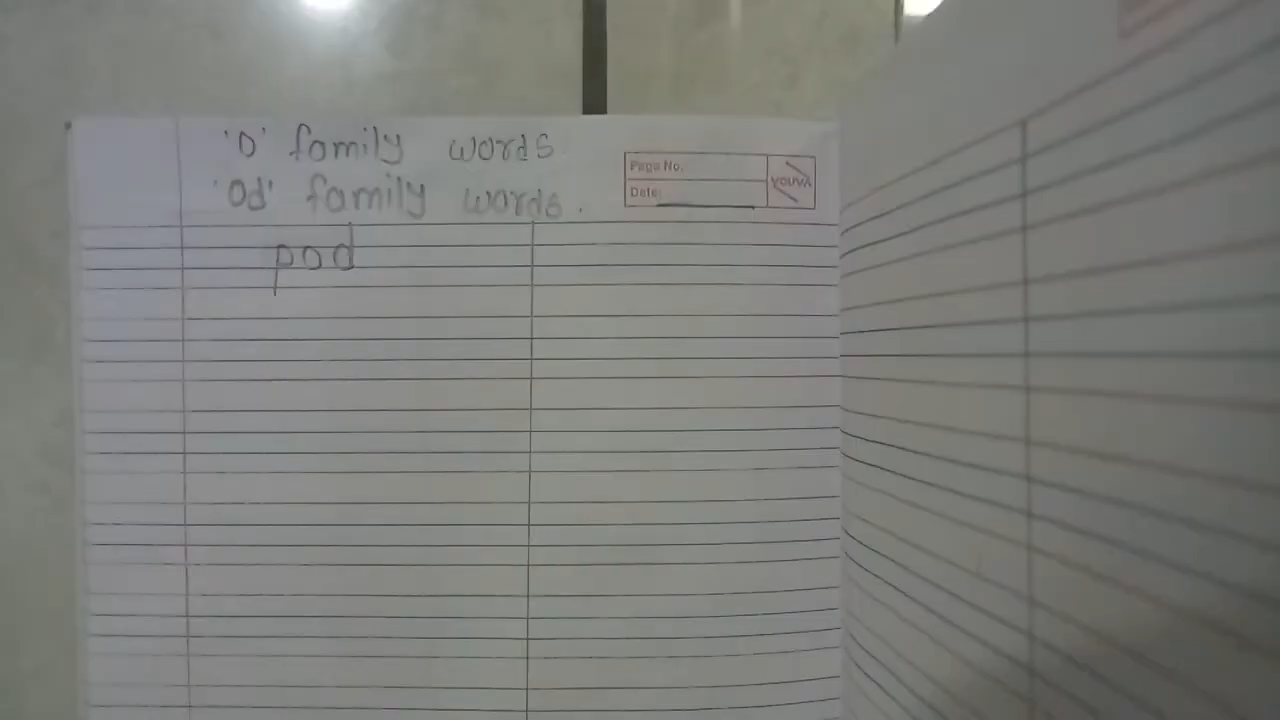 'O' family words
'Od' family words.
Page No.
Date:
YOUVA
pod